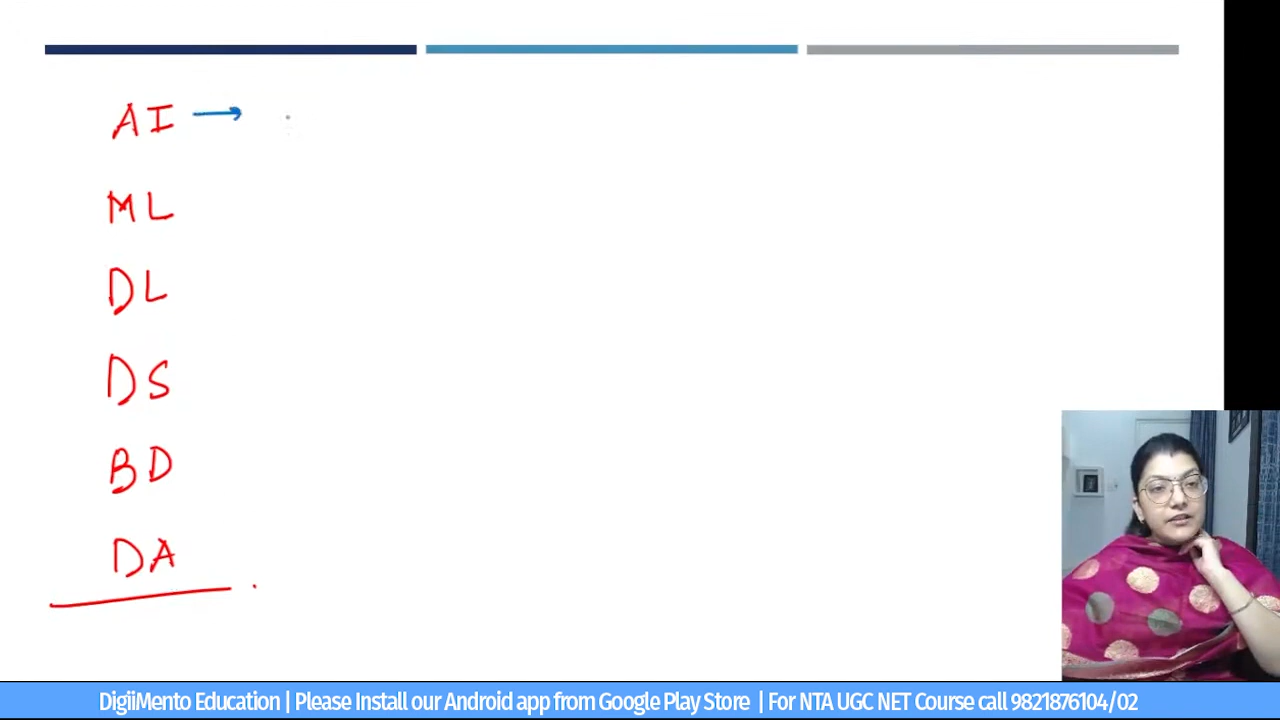 AI →
ML
DL
DS
BD
DA
DigiiMento Education | Please Install our Android app from Google Play Store | For NTA UGC NET Course call 9821876104/02